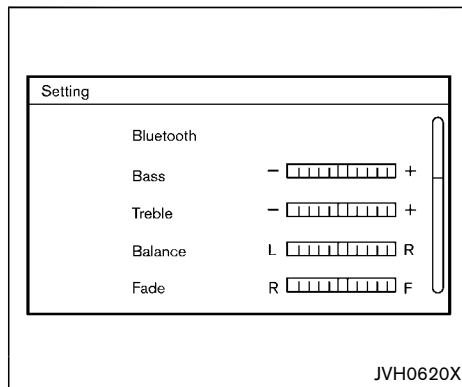 Setting
Bluetooth
Bass − +
Treble − +
Balance L R
Fade R F
JVH0620X